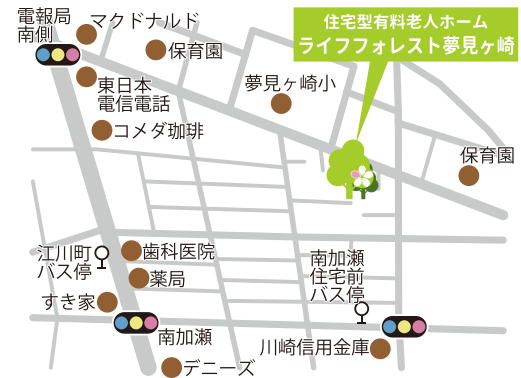 電報局
南側
マクドナルド
保育園
住宅型有料老人ホーム
ライフフォレスト夢見ヶ崎
東日本
電信電話
夢見ヶ崎小
コメダ珈琲
保育園
江川町
バス停
歯科医院
薬局
南加瀬
住宅前
バス停
すき家
南加瀬
川崎信用金庫
デニーズ